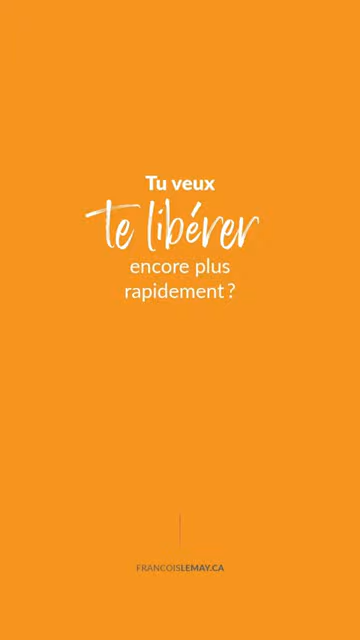 Tu veux
te libérer
encore plus
rapidement ?
FRANCOISLEMAY.CA